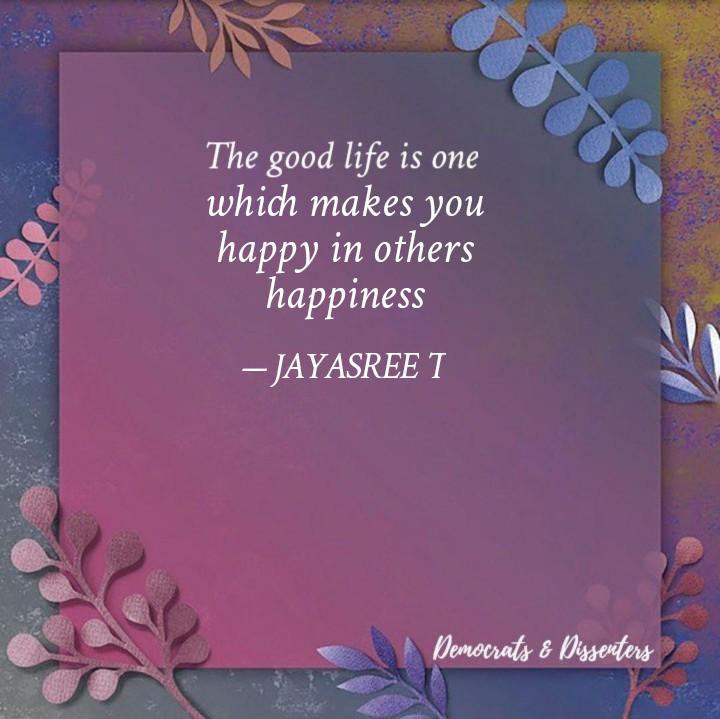 The good life is one
which makes you
happy in others
happiness
— JAYASREE T
Democrats & Dissenters